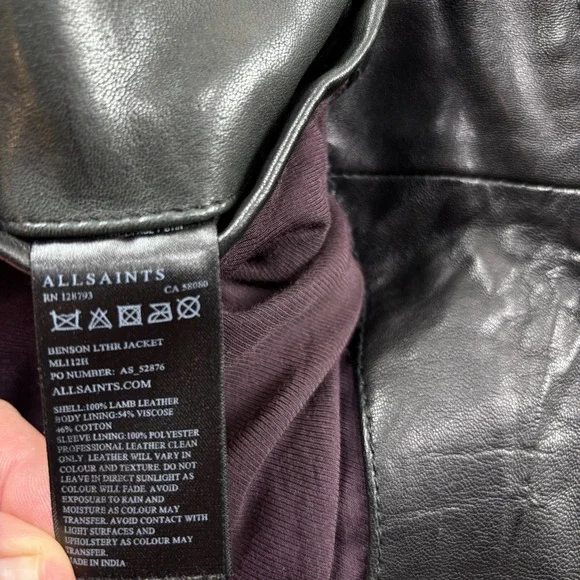 ALLSAINTS
RN 128793 CA 58080
BENSON LTHR JACKET
ML112H
PO NUMBER: AS_52876
ALLSAINTS.COM
SHELL:100% LAMB LEATHER
BODY LINING:54% VISCOSE
46% COTTON
SLEEVE LINING:100% POLYESTER
PROFESSIONAL LEATHER CLEAN
ONLY LEATHER WILL VARY IN
COLOUR AND TEXTURE. DO NOT
LEAVE IN DIRECT SUNLIGHT AS
COLOUR WILL FADE. AVOID
EXPOSURE TO RAIN AND
MOISTURE AS COLOUR MAY
TRANSFER. AVOID CONTACT WITH
LIGHT SURFACES AND
UPHOLSTERY AS COLOUR MAY
TRANSFER.
MADE IN INDIA